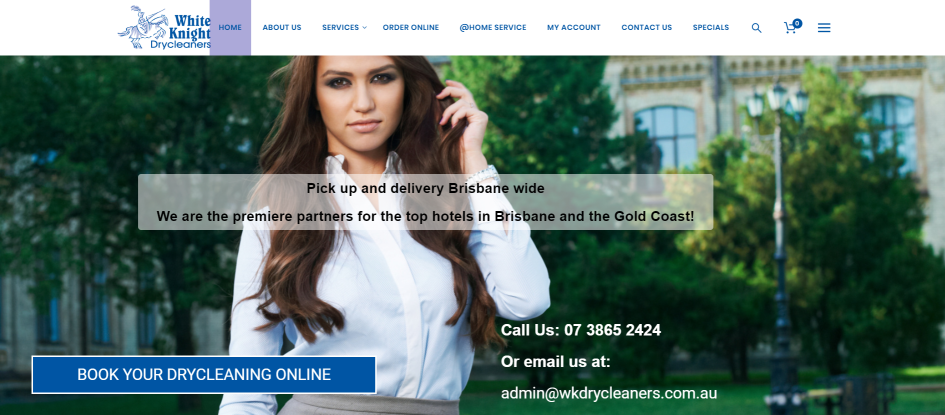 White
Knight
Drycleaners
HOME ABOUT US SERVICES ORDER ONLINE @HOME SERVICE MY ACCOUNT CONTACT US SPECIALS 0
Pick up and delivery Brisbane wide
We are the premiere partners for the top hotels in Brisbane and the Gold Coast!
Call Us: 07 3865 2424
Or email us at:
BOOK YOUR DRYCLEANING ONLINE
admin@wkdrycleaners.com.au